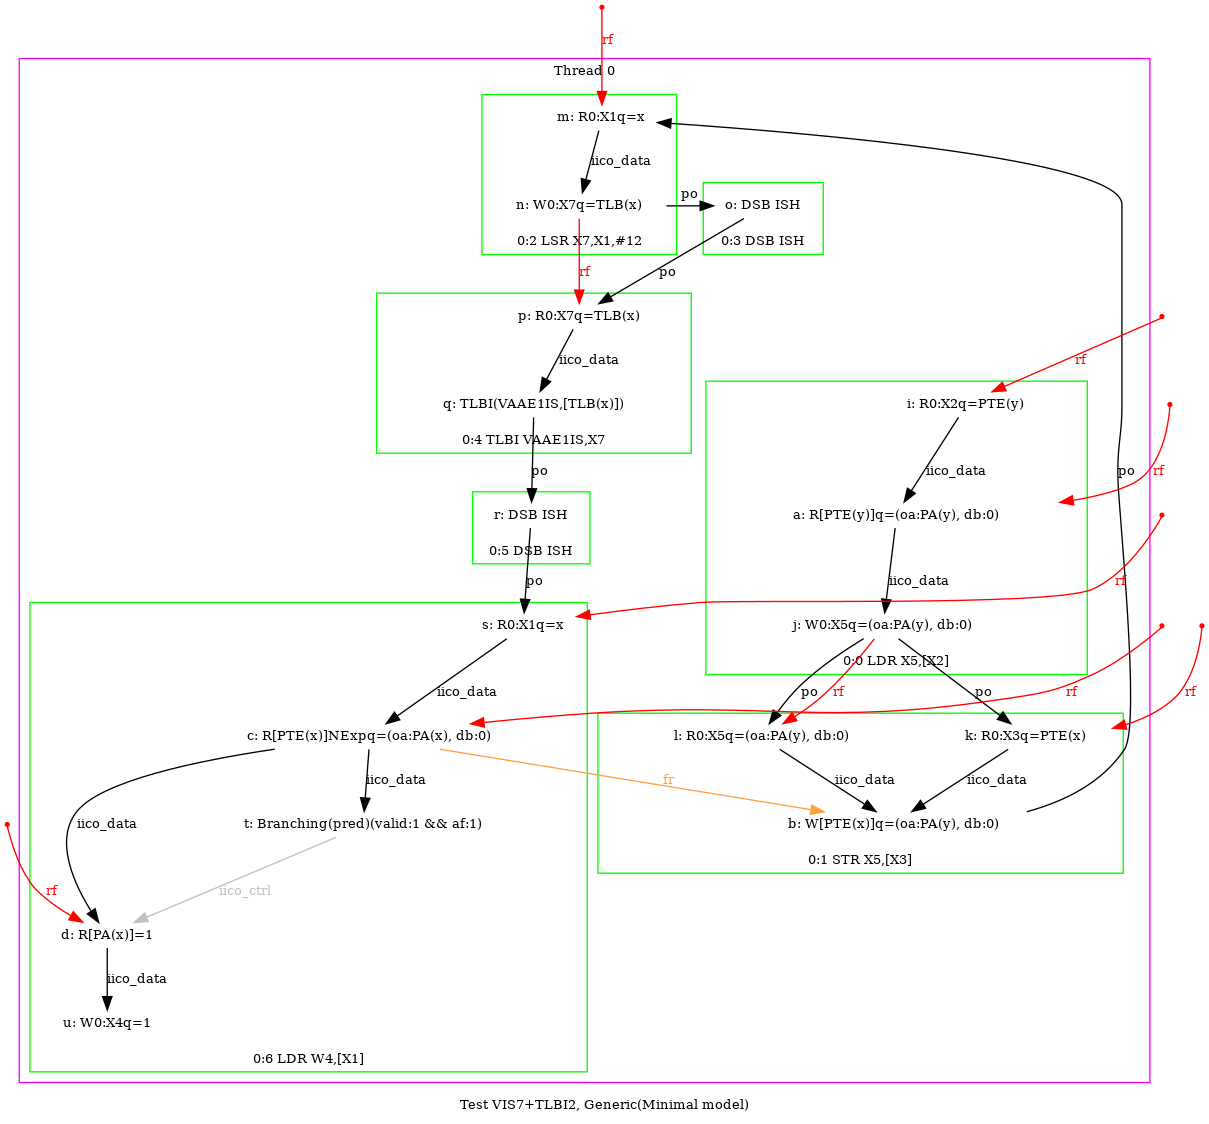 rf
Thread 0
m: R0:X1q=x
iico_data
po
n: W0:X7q=TLB(x)
o: DSB ISH
0:2 LSR X7,X1,#12
0:3 DSB ISH
rf
po
p: R0:X7q=TLB(x)
iico_data
rf
i: R0:X2q=PTE(y)
q: TLBI(VAAE1IS,[TLB(x)])
0:4 TLBI VAAE1IS,X7
po
iico_data
po
rf
r: DSB ISH
a: R[PTE(y)]q=(oa:PA(y), db:0)
0:5 DSB ISH
po
iico_data
rf
s: R0:X1q=x
j: W0:X5q=(oa:PA(y), db:0)
0:0 LDR X5,[X2]
iico_data
po
rf
po
rf
rf
c: R[PTE(x)]NExpq=(oa:PA(x), db:0)
l: R0:X5q=(oa:PA(y), db:0)
k: R0:X3q=PTE(x)
iico_data
iico_data
fr
iico_data
iico_data
t: Branching(pred)(valid:1 && af:1)
b: W[PTE(x)]q=(oa:PA(y), db:0)
0:1 STR X5,[X3]
rf
iico_ctrl
d: R[PA(x)]=1
iico_data
u: W0:X4q=1
0:6 LDR W4,[X1]
Test VIS7+TLBI2, Generic(Minimal model)